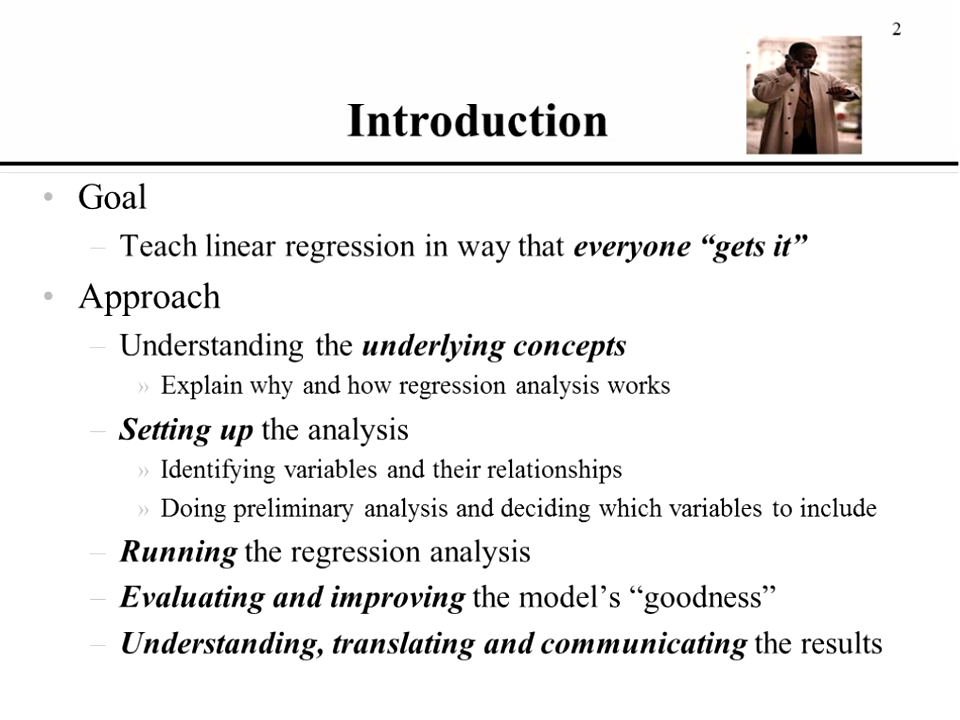 2
Introduction
• Goal
– Teach linear regression in way that everyone “gets it”
• Approach
– Understanding the underlying concepts
» Explain why and how regression analysis works
– Setting up the analysis
» Identifying variables and their relationships
» Doing preliminary analysis and deciding which variables to include
– Running the regression analysis
– Evaluating and improving the model’s “goodness”
– Understanding, translating and communicating the results